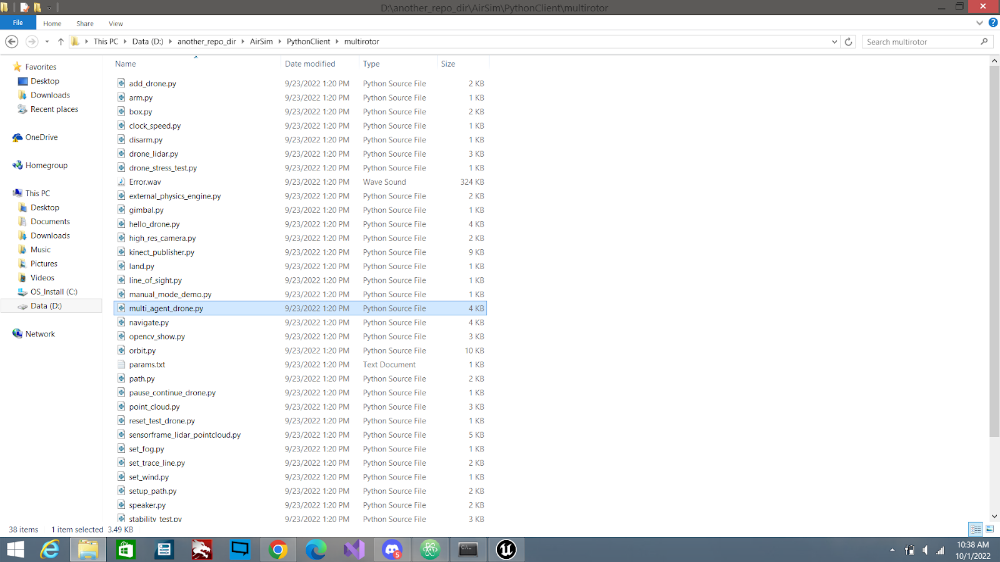 D:\another_repo_dir\AirSim\PythonClient\multirotor
File Home Share View
This PC Data (D:) another_repo_dir AirSim PythonClient multirotor Search multirotor
Favorites
Desktop
Downloads
Recent places
OneDrive
Homegroup
This PC
Desktop
Documents
Downloads
Music
Pictures
Videos
OS_Install (C:)
Data (D:)
Network
Name Date modified Type Size
add_drone.py 9/23/2022 1:20 PM Python Source File 2 KB
arm.py 9/23/2022 1:20 PM Python Source File 1 KB
box.py 9/23/2022 1:20 PM Python Source File 2 KB
clock_speed.py 9/23/2022 1:20 PM Python Source File 1 KB
disarm.py 9/23/2022 1:20 PM Python Source File 1 KB
drone_lidar.py 9/23/2022 1:20 PM Python Source File 3 KB
drone_stress_test.py 9/23/2022 1:20 PM Python Source File 1 KB
Error.wav 9/23/2022 1:20 PM Wave Sound 324 KB
external_physics_engine.py 9/23/2022 1:20 PM Python Source File 2 KB
gimbal.py 9/23/2022 1:20 PM Python Source File 1 KB
hello_drone.py 9/23/2022 1:20 PM Python Source File 4 KB
high_res_camera.py 9/23/2022 1:20 PM Python Source File 2 KB
kinect_publisher.py 9/23/2022 1:20 PM Python Source File 9 KB
land.py 9/23/2022 1:20 PM Python Source File 1 KB
line_of_sight.py 9/23/2022 1:20 PM Python Source File 1 KB
manual_mode_demo.py 9/23/2022 1:20 PM Python Source File 1 KB
multi_agent_drone.py 9/23/2022 1:20 PM Python Source File 4 KB
navigate.py 9/23/2022 1:20 PM Python Source File 4 KB
opencv_show.py 9/23/2022 1:20 PM Python Source File 3 KB
orbit.py 9/23/2022 1:20 PM Python Source File 10 KB
params.txt 9/23/2022 1:20 PM Text Document 1 KB
path.py 9/23/2022 1:20 PM Python Source File 2 KB
pause_continue_drone.py 9/23/2022 1:20 PM Python Source File 1 KB
point_cloud.py 9/23/2022 1:20 PM Python Source File 3 KB
reset_test_drone.py 9/23/2022 1:20 PM Python Source File 1 KB
sensorframe_lidar_pointcloud.py 9/23/2022 1:20 PM Python Source File 5 KB
set_fog.py 9/23/2022 1:20 PM Python Source File 1 KB
set_trace_line.py 9/23/2022 1:20 PM Python Source File 2 KB
set_wind.py 9/23/2022 1:20 PM Python Source File 1 KB
setup_path.py 9/23/2022 1:20 PM Python Source File 2 KB
speaker.py 9/23/2022 1:20 PM Python Source File 2 KB
stability_test.py 9/23/2022 1:20 PM Python Source File 3 KB
38 items 1 item selected 3.49 KB
5
10:38 AM
10/1/2022